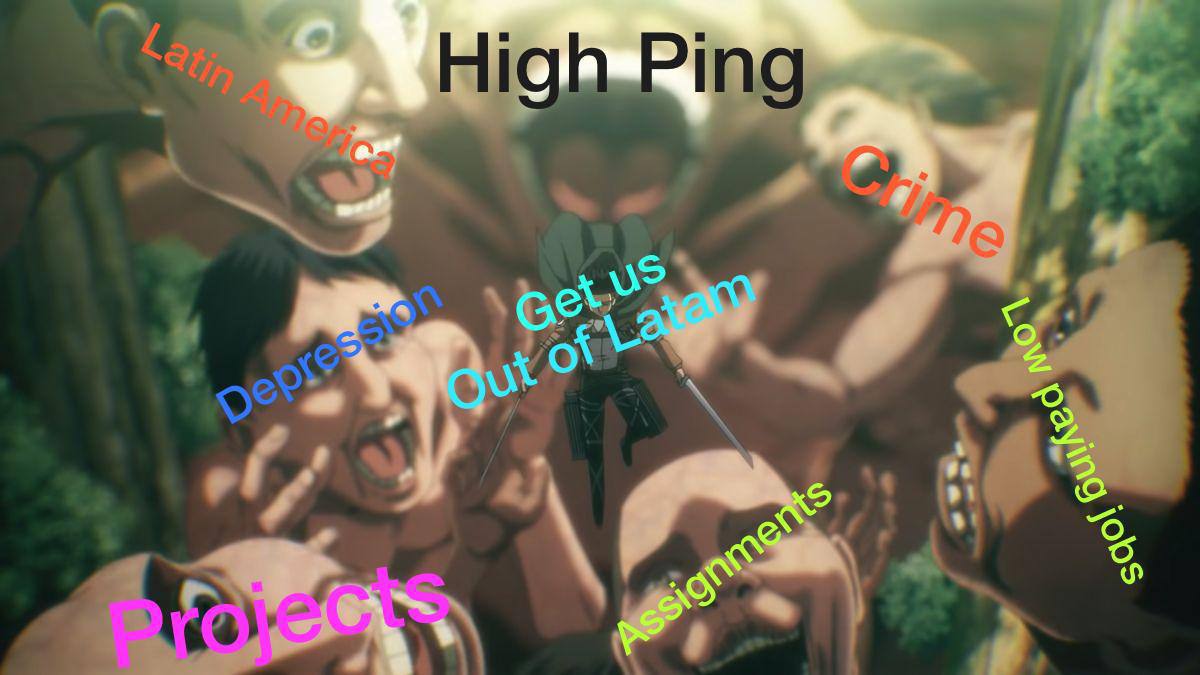 High Ping
Latin America
Crime
Depression
Get us
Out of Latam
Low paying jobs
Assignments
Projects